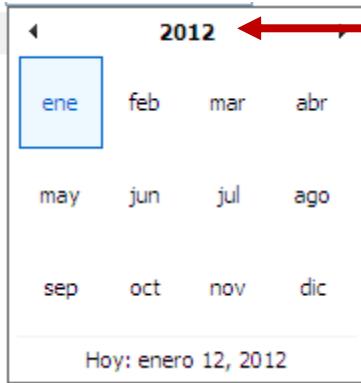 2012
ene feb mar abr
may jun jul ago
sep oct nov dic
Hoy: enero 12, 2012